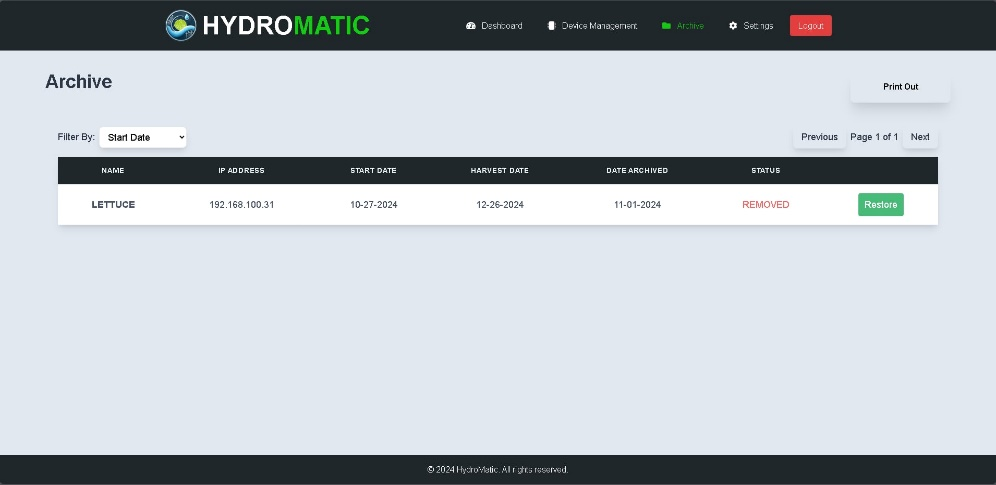 HYDROMATIC Dashboard Device Management Archive Settings Logout
Archive
Print Out
Filter By: Start Date Previous Page 1 of 1 Next
NAME IP ADDRESS START DATE HARVEST DATE DATE ARCHIVED STATUS
LETTUCE 192.168.100.31 10-27-2024 12-26-2024 11-01-2024 REMOVED Restore
© 2024 HydroMatic. All rights reserved.